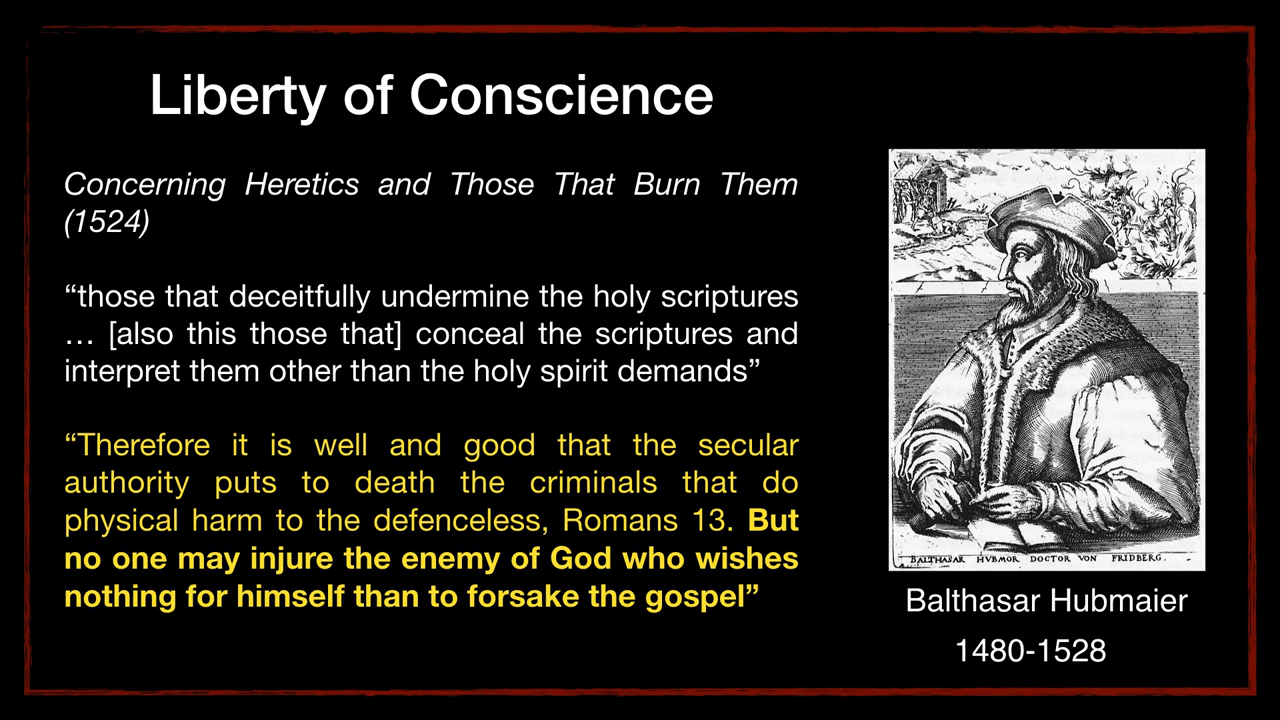 Liberty of Conscience
Concerning Heretics and Those That Burn Them
(1524)
“those that deceitfully undermine the holy scriptures
… [also this those that] conceal the scriptures and
interpret them other than the holy spirit demands”
“Therefore it is well and good that the secular
authority puts to death the criminals that do
physical harm to the defenceless, Romans 13. But
no one may injure the enemy of God who wishes
nothing for himself than to forsake the gospel”
BALTHASAR HVBMOR DOCTOR VON FRIDBERG.
Balthasar Hubmaier
1480-1528